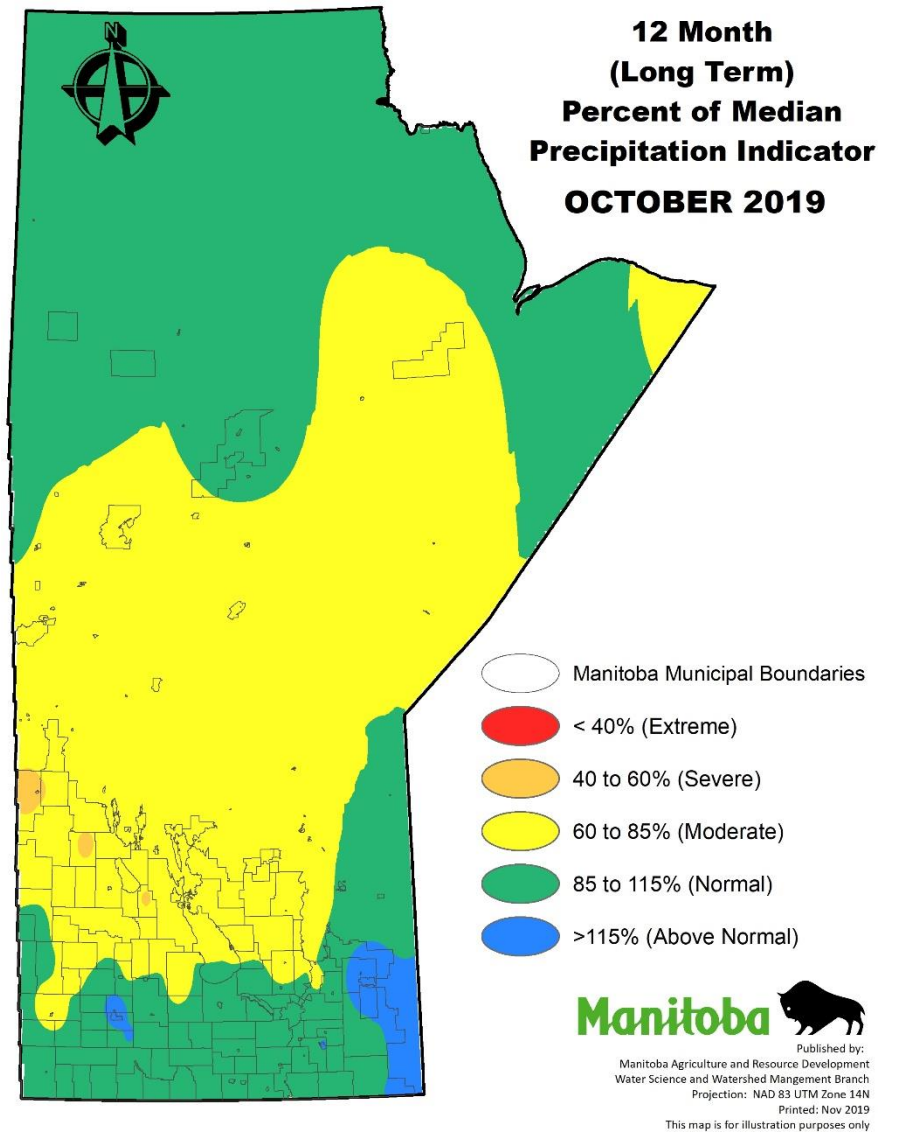 N
12 Month
(Long Term)
Percent of Median
Precipitation Indicator
OCTOBER 2019
Manitoba Municipal Boundaries
< 40% (Extreme)
40 to 60% (Severe)
60 to 85% (Moderate)
85 to 115% (Normal)
>115% (Above Normal)
Manitoba
Published by:
Manitoba Agriculture and Resource Development
Water Science and Watershed Mangement Branch
Projection: NAD 83 UTM Zone 14N
Printed: Nov 2019
This map is for illustration purposes only